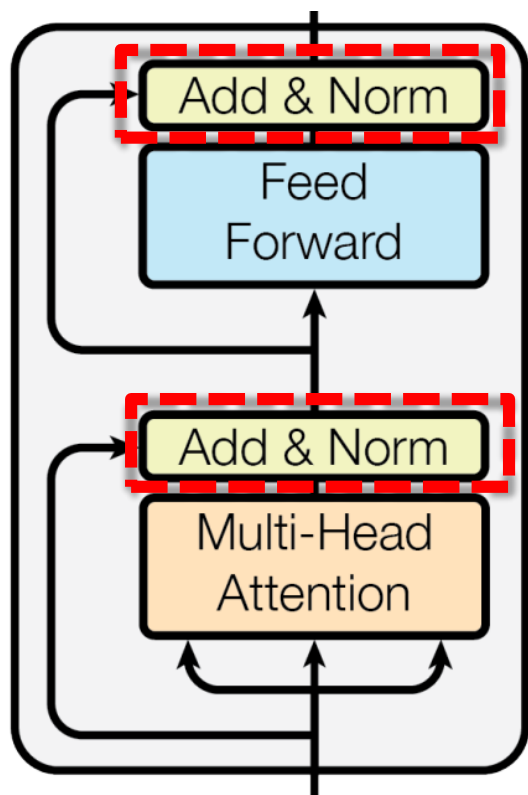 Add & Norm
Feed
Forward
Add & Norm
Multi-Head
Attention